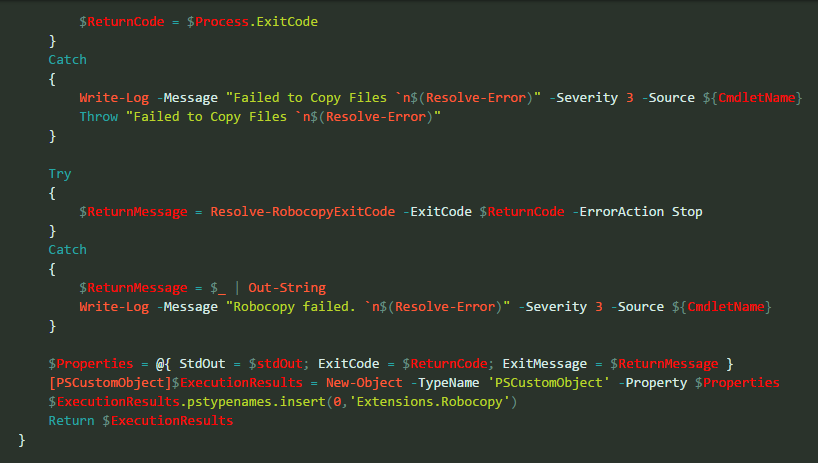 $ReturnCode = $Process.ExitCode
}
Catch
{
Write-Log -Message "Failed to Copy Files `n$(Resolve-Error)" -Severity 3 -Source ${CmdletName}
Throw "Failed to Copy Files `n$(Resolve-Error)"
}
Try
{
$ReturnMessage = Resolve-RobocopyExitCode -ExitCode $ReturnCode -ErrorAction Stop
}
Catch
{
$ReturnMessage = $_ | Out-String
Write-Log -Message "Robocopy failed. `n$(Resolve-Error)" -Severity 3 -Source ${CmdletName}
}
$Properties = @{ StdOut = $stdOut; ExitCode = $ReturnCode; ExitMessage = $ReturnMessage }
[PSCustomObject]$ExecutionResults = New-Object -TypeName 'PSCustomObject' -Property $Properties
$ExecutionResults.pstypenames.insert(0,'Extensions.Robocopy')
Return $ExecutionResults
}